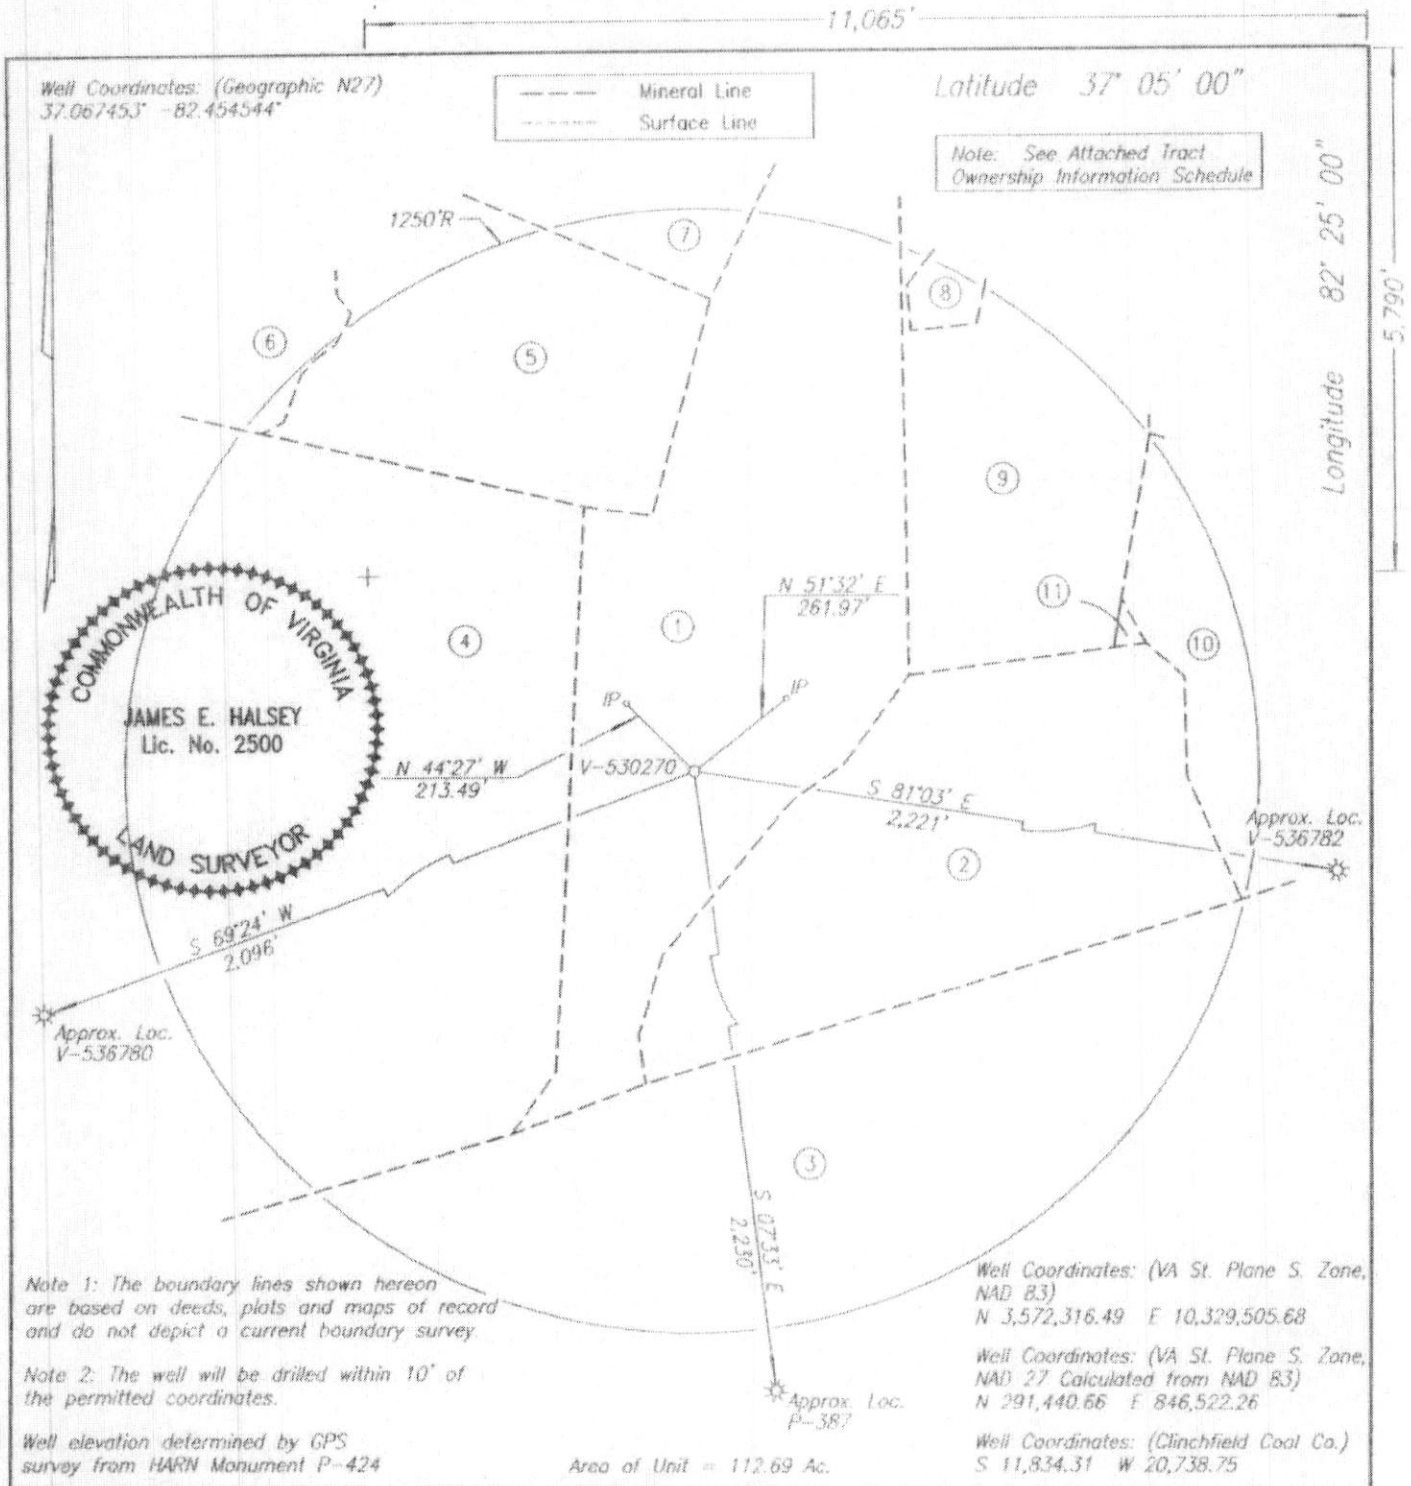 11,065'
Well Coordinates: (Geographic N27)
37.067453° -82.454544°
Mineral Line
Surface Line
Latitude 37° 05' 00"
Note: See Attached Tract
Ownership Information Schedule
Longitude 82° 25' 00"
5,790'
1250'R
7
8
6
5
9
N 51°32' E
261.97'
11
1
4
10
COMMONWEALTH OF VIRGINIA
JAMES E. HALSEY
Lic. No. 2500
LAND SURVEYOR
IP
IP
N 44°27' W
213.49'
V-530270
S 81°03' E
2,221'
Approx. Loc.
V-536782
2
S 69°24' W
2,096'
Approx. Loc.
V-536780
3
S 07°33' E
2,230'
Note 1: The boundary lines shown hereon
are based on deeds, plats and maps of record
and do not depict a current boundary survey.
Note 2: The well will be drilled within 10' of
the permitted coordinates.
Well elevation determined by GPS
survey from HARN Monument P-424
Approx. Loc.
P-387
Area of Unit = 112.69 Ac.
Well Coordinates: (VA St. Plane S. Zone,
NAD 83)
N 3,572,316.49 E 10,329,505.68
Well Coordinates: (VA St. Plane S. Zone,
NAD 27 Calculated from NAD 83)
N 291,440.66 E 846,522.26
Well Coordinates: (Clinchfield Coal Co.)
S 11,834.31 W 20,738.75